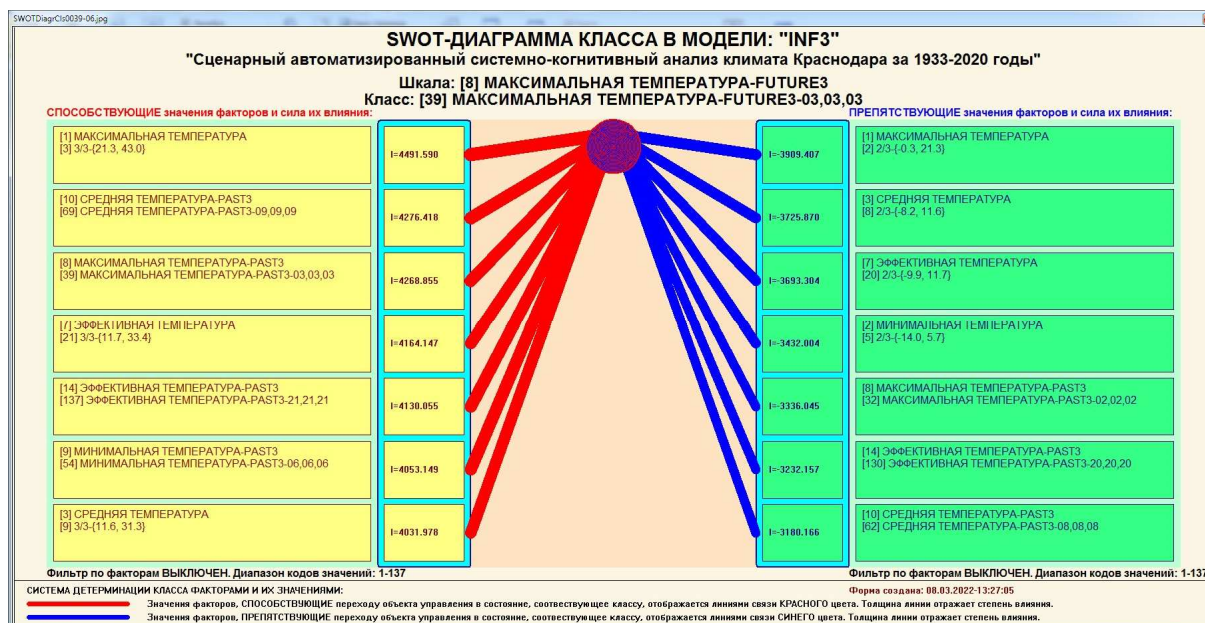 SWOTDiagrCls0039-06.jpg
SWOT-ДИАГРАММА КЛАССА В МОДЕЛИ: "INF3"
"Сценарный автоматизированный системно-когнитивный анализ климата Краснодара за 1933-2020 годы"
Шкала: [8] МАКСИМАЛЬНАЯ ТЕМПЕРАТУРА-FUTURE3
Класс: [39] МАКСИМАЛЬНАЯ ТЕМПЕРАТУРА-FUTURE3-03,03,03
СПОСОБСТВУЮЩИЕ значения факторов и сила их влияния:
[1] МАКСИМАЛЬНАЯ ТЕМПЕРАТУРА
[3] 3/3-{21.3, 43.0}
I=4491.590
[10] СРЕДНЯЯ ТЕМПЕРАТУРА-PAST3
[69] СРЕДНЯЯ ТЕМПЕРАТУРА-PAST3-09,09,09
I=4276.418
[8] МАКСИМАЛЬНАЯ ТЕМПЕРАТУРА-PAST3
[39] МАКСИМАЛЬНАЯ ТЕМПЕРАТУРА-PAST3-03,03,03
I=4268.855
[7] ЭФФЕКТИВНАЯ ТЕМПЕРАТУРА
[21] 3/3-{11.7, 33.4}
I=4164.147
[14] ЭФФЕКТИВНАЯ ТЕМПЕРАТУРА-PAST3
[137] ЭФФЕКТИВНАЯ ТЕМПЕРАТУРА-PAST3-21,21,21
I=4130.055
[9] МИНИМАЛЬНАЯ ТЕМПЕРАТУРА-PAST3
[54] МИНИМАЛЬНАЯ ТЕМПЕРАТУРА-PAST3-06,06,06
I=4053.149
[3] СРЕДНЯЯ ТЕМПЕРАТУРА
[9] 3/3-{11.6, 31.3}
I=4031.978
Фильтр по факторам ВЫКЛЮЧЕН. Диапазон кодов значений: 1-137
ПРЕПЯТСТВУЮЩИЕ значения факторов и сила их влияния:
I=-3909.407
[1] МАКСИМАЛЬНАЯ ТЕМПЕРАТУРА
[2] 2/3-{-0.3, 21.3}
I=-3725.870
[3] СРЕДНЯЯ ТЕМПЕРАТУРА
[8] 2/3-{-8.2, 11.6}
I=-3693.304
[7] ЭФФЕКТИВНАЯ ТЕМПЕРАТУРА
[20] 2/3-{-9.9, 11.7}
I=-3432.004
[2] МИНИМАЛЬНАЯ ТЕМПЕРАТУРА
[5] 2/3-{-14.0, 5.7}
I=-3336.045
[8] МАКСИМАЛЬНАЯ ТЕМПЕРАТУРА-PAST3
[32] МАКСИМАЛЬНАЯ ТЕМПЕРАТУРА-PAST3-02,02,02
I=-3232.157
[14] ЭФФЕКТИВНАЯ ТЕМПЕРАТУРА-PAST3
[130] ЭФФЕКТИВНАЯ ТЕМПЕРАТУРА-PAST3-20,20,20
I=-3180.166
[10] СРЕДНЯЯ ТЕМПЕРАТУРА-PAST3
[62] СРЕДНЯЯ ТЕМПЕРАТУРА-PAST3-08,08,08
Фильтр по факторам ВЫКЛЮЧЕН. Диапазон кодов значений: 1-137
СИСТЕМА ДЕТЕРМИНАЦИИ КЛАССА ФАКТОРАМИ И ИХ ЗНАЧЕНИЯМИ:
Форма создана: 08.03.2022-13:27:05
Значения факторов, СПОСОБСТВУЮЩИЕ переходу объекта управления в состояние, соотвествующее классу, отображается линиями связи КРАСНОГО цвета. Толщина линии отражает степень влияния.
Значения факторов, ПРЕПЯТСТВУЮЩИЕ переходу объекта управления в состояние, соотвествующее классу, отображается линиями связи СИНЕГО цвета. Толщина линии отражает степень влияния.